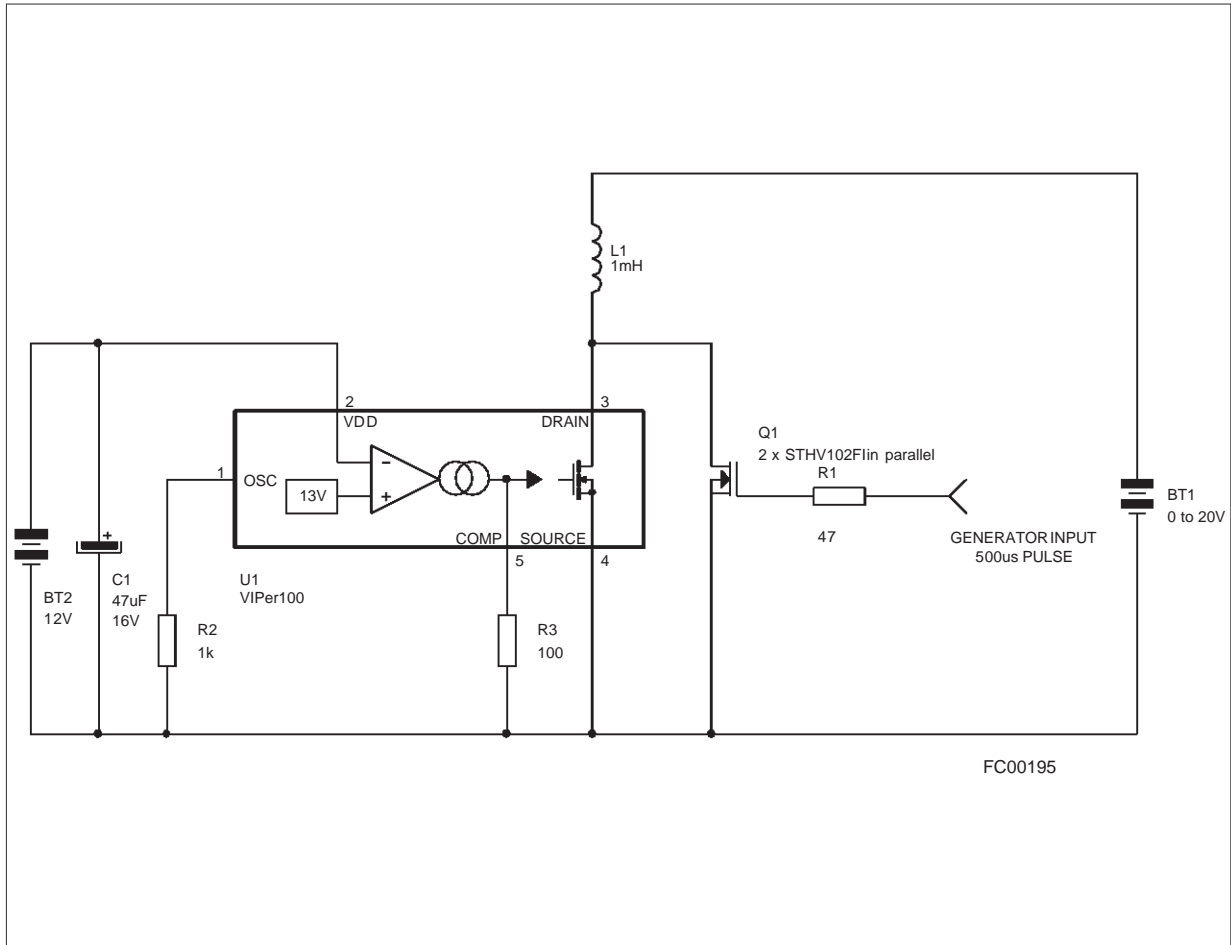 L1
1mH
2
3
VDD
DRAIN
Q1
2 x STHV102FIin parallel
R1
1
OSC
13V
-
+
BT1
0 to 20V
+
47
GENERATOR INPUT
500us PULSE
COMP
SOURCE
5
4
U1
VIPer100
C1
47uF
16V
BT2
12V
R2
1k
R3
100
FC00195